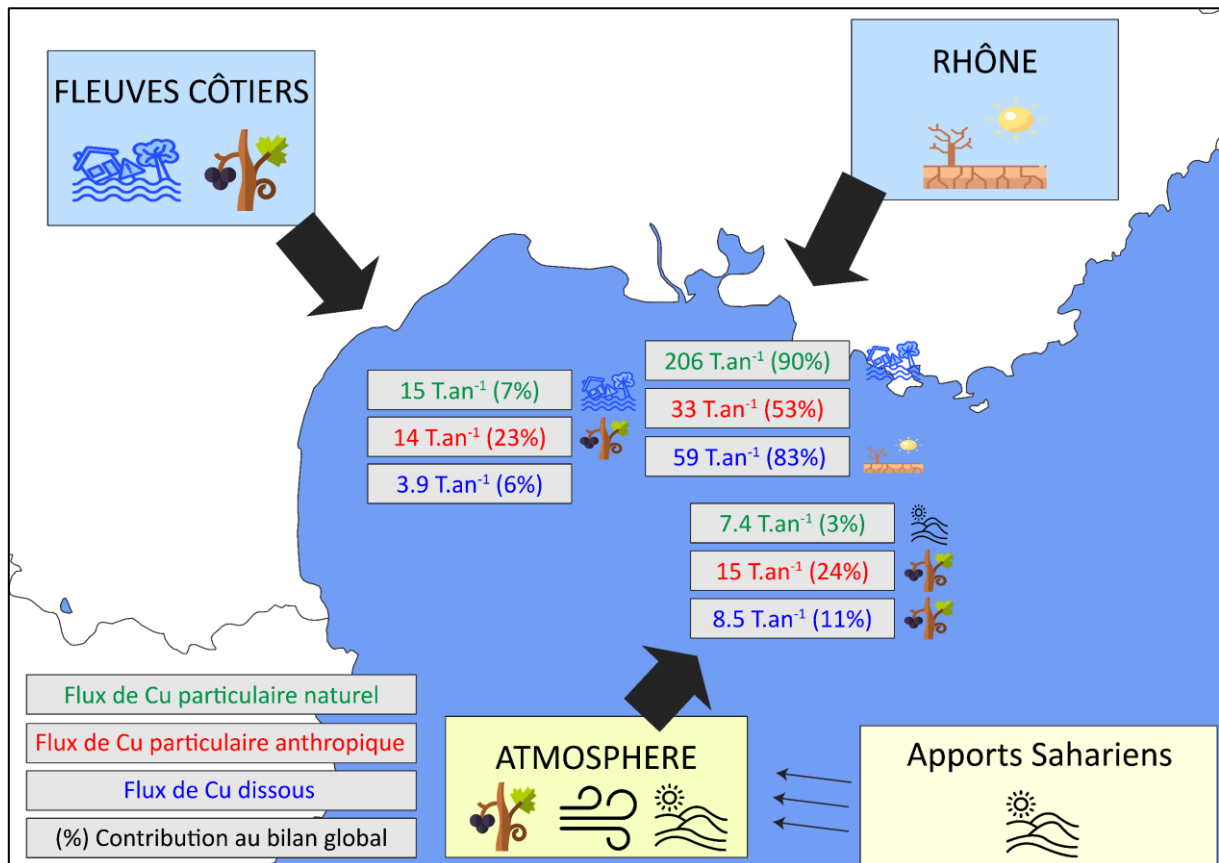 FLEUVES CÔTIERS
RHÔNE
206 T.an⁻¹ (90%)
33 T.an⁻¹ (53%)
59 T.an⁻¹ (83%)
15 T.an⁻¹ (7%)
14 T.an⁻¹ (23%)
3.9 T.an⁻¹ (6%)
7.4 T.an⁻¹ (3%)
15 T.an⁻¹ (24%)
8.5 T.an⁻¹ (11%)
Flux de Cu particulaire naturel
Flux de Cu particulaire anthropique
Flux de Cu dissous
(%) Contribution au bilan global
ATMOSPHERE
Apports Sahariens